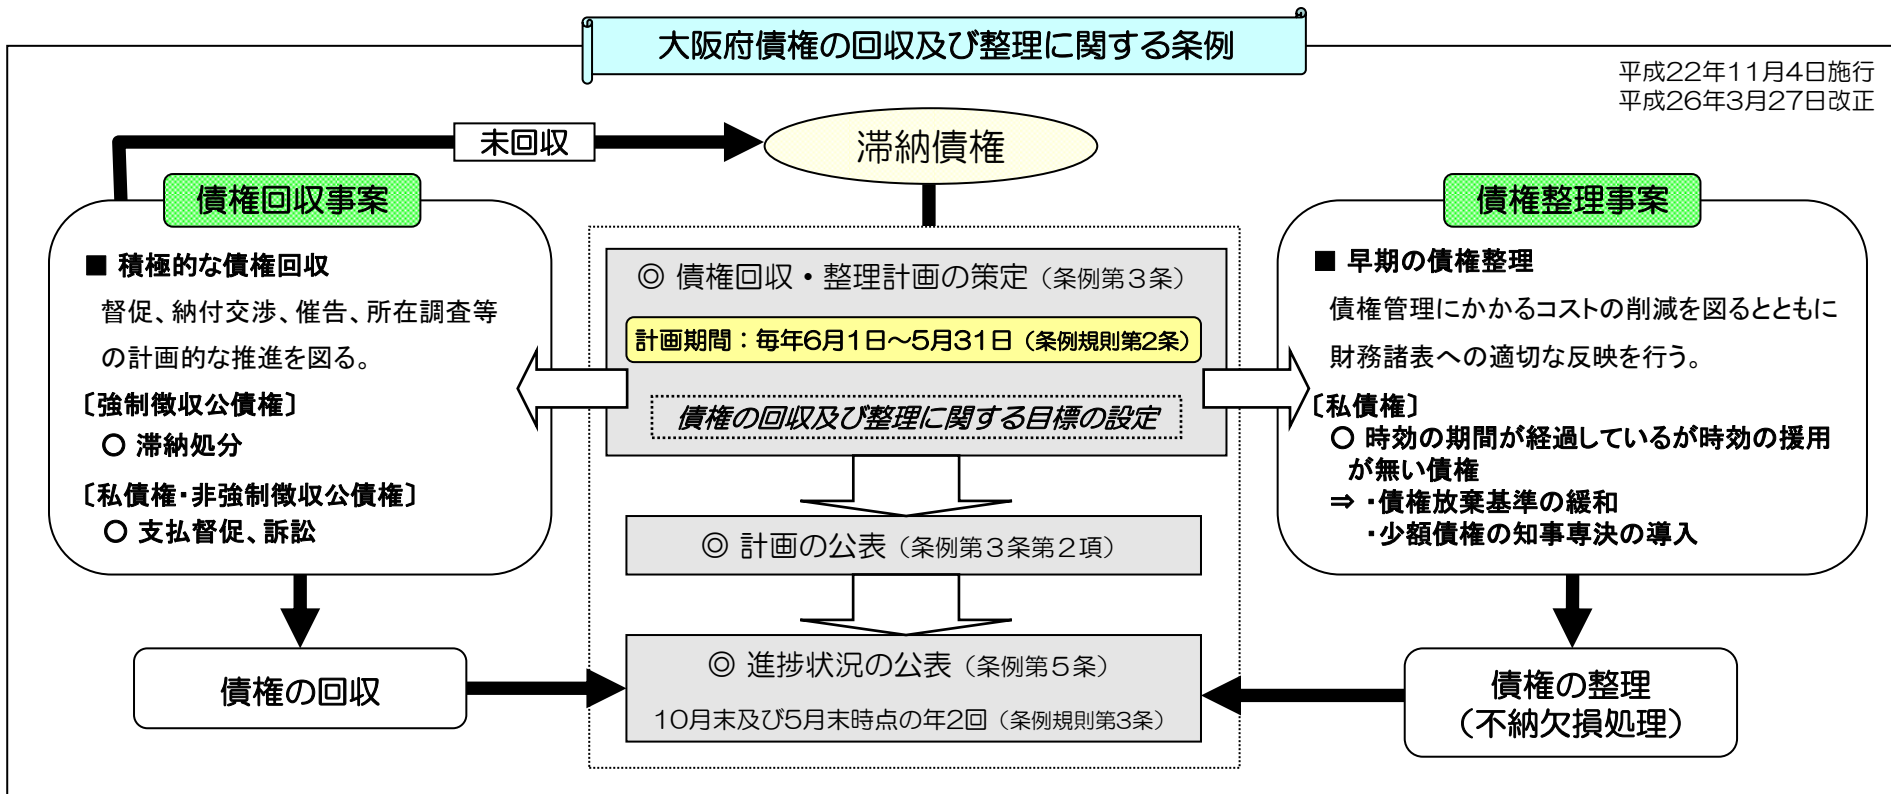 大阪府債権の回収及び整理に関する条例
平成22年11月4日施行
平成26年3月27日改正
未回収
滞納債権
債権回収事案
■ 積極的な債権回収
督促、納付交渉、催告、所在調査等
の計画的な推進を図る。
〔強制徴収公債権〕
○ 滞納処分
〔私債権・非強制徴収公債権〕
○ 支払督促、訴訟
債権の回収
◎ 債権回収・整理計画の策定（条例第３条）
計画期間：毎年6月1日～5月31日（条例規則第2条）
債権の回収及び整理に関する目標の設定
◎ 計画の公表（条例第３条第２項）
◎ 進捗状況の公表（条例第５条）
10月末及び5月末時点の年2回（条例規則第3条）
債権整理事案
■ 早期の債権整理
債権管理にかかるコストの削減を図るとともに
財務諸表への適切な反映を行う。
〔私債権〕
○ 時効の期間が経過しているが時効の援用
が無い債権
⇒ ・債権放棄基準の緩和
・少額債権の知事専決の導入
債権の整理
（不納欠損処理）